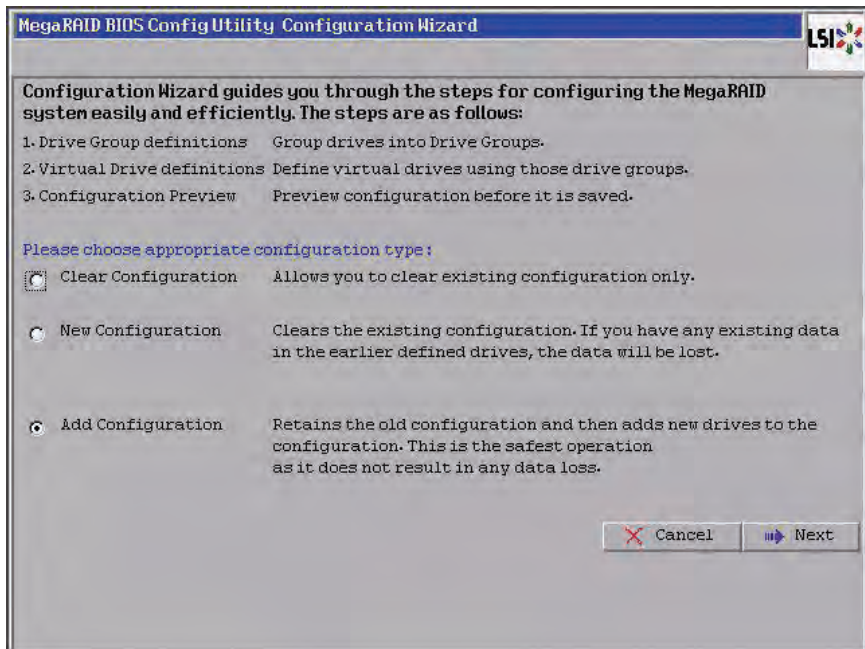 MegaRAID BIOS Config Utility Configuration Wizard
LSI
Configuration Wizard guides you through the steps for configuring the MegaRAID
system easily and efficiently. The steps are as follows:
1. Drive Group definitions Group drives into Drive Groups.
2. Virtual Drive definitions Define virtual drives using those drive groups.
3. Configuration Preview Preview configuration before it is saved.
Please choose appropriate configuration type:
Clear Configuration Allows you to clear existing configuration only.
New Configuration Clears the existing configuration. If you have any existing data
in the earlier defined drives, the data will be lost.
Add Configuration Retains the old configuration and then adds new drives to the
configuration. This is the safest operation
as it does not result in any data loss.
Cancel Next